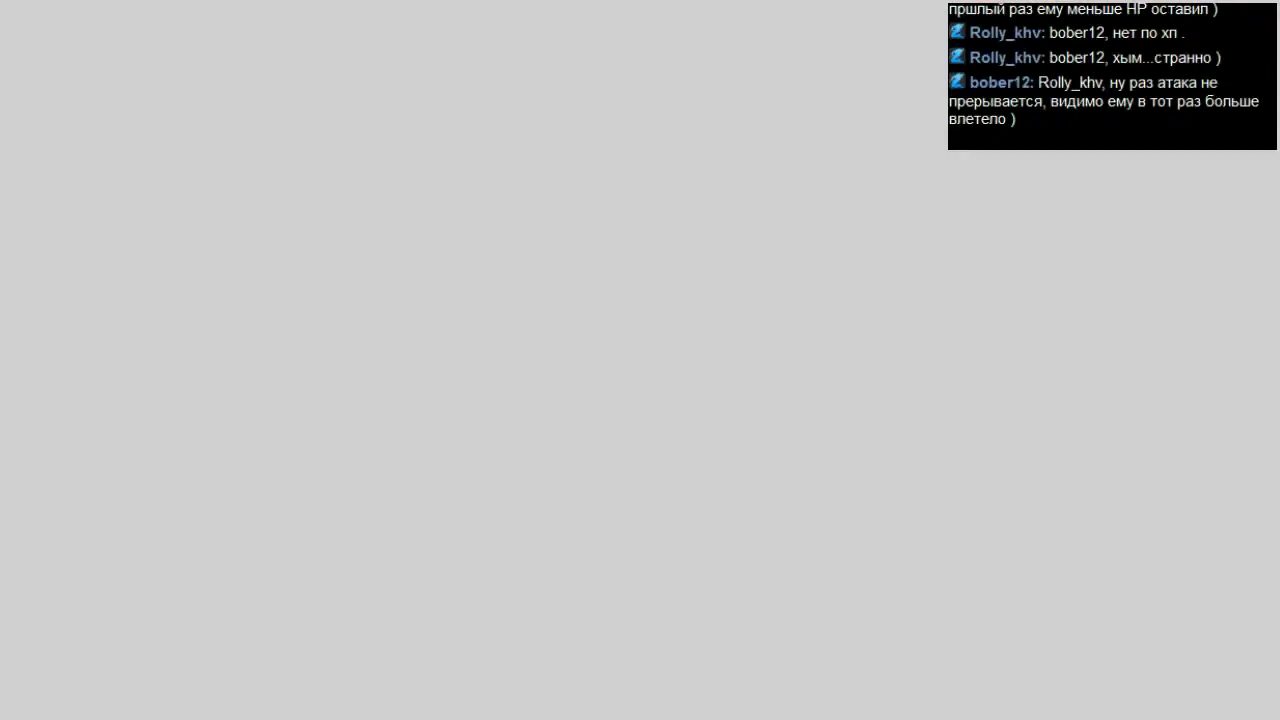 пршлый раз ему меньше HP оставил )
Rolly_khv: bober12, нет по хп .
Rolly_khv: bober12, хым...странно )
bober12: Rolly_khv, ну раз атака не
прерывается, видимо ему в тот раз больше
влетело )